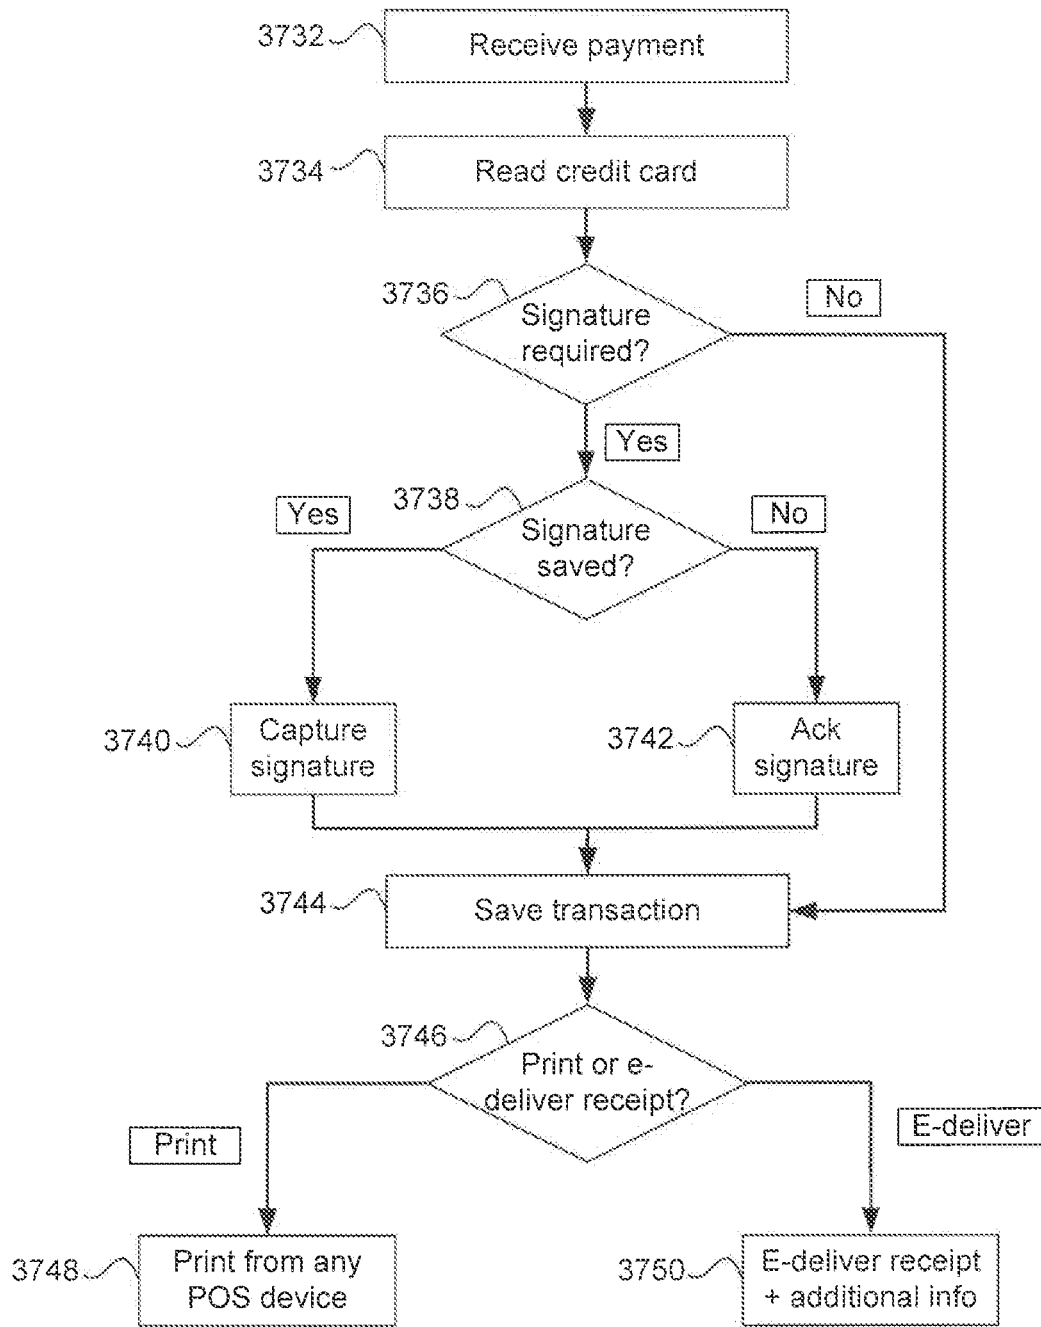 3732
Receive payment
3734
Read credit card
3736
Signature
required?
No
Yes
3738
Signature
saved?
Yes
No
3740
Capture
signature
3742
Ack
signature
3744
Save transaction
3746
Print or e-
deliver receipt?
Print
E-deliver
3748
Print from any
POS device
3750
E-deliver receipt
+ additional info